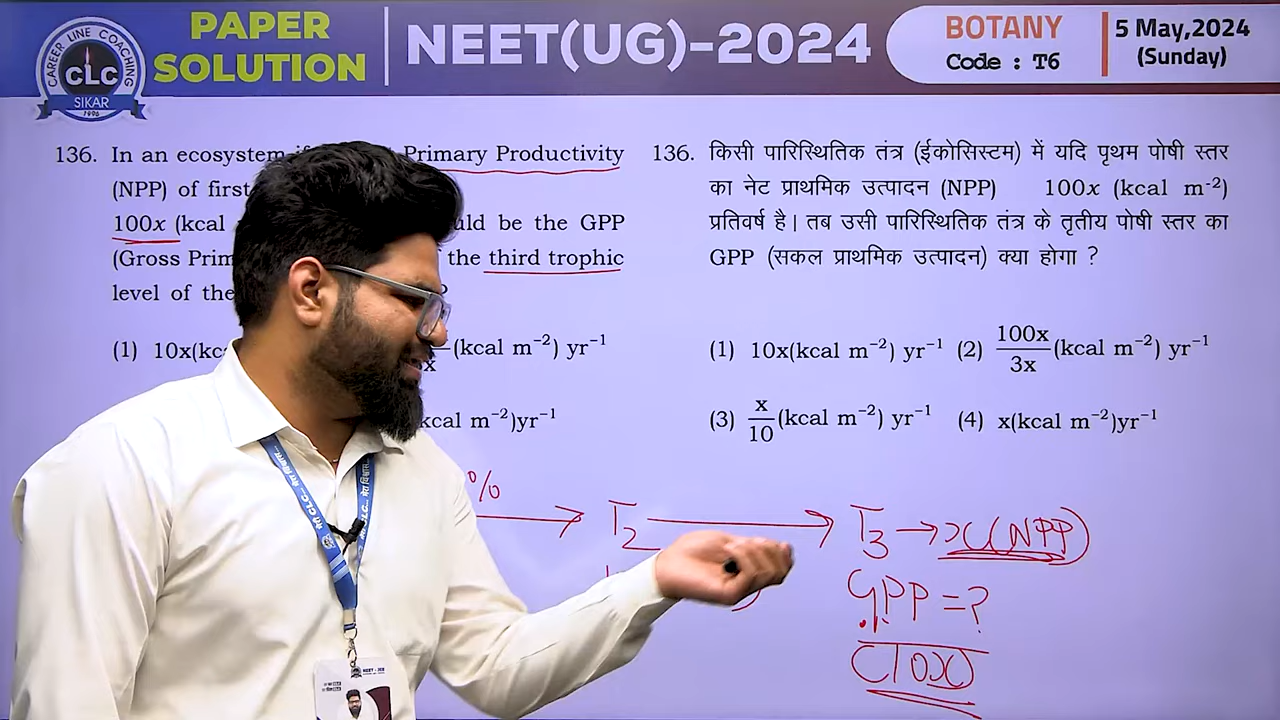 CAREER LINE COACHING
CLC
SIKAR
1996
PAPER
SOLUTION
NEET(UG)-2024
BOTANY
Code : T6
5 May,2024
(Sunday)
136. In an ecosystem if Primary Productivity
(NPP) of first
100x (kcal uld be the GPP
(Gross Prim the third trophic
level of the
(1) 10x(kc (kcal m⁻²) yr⁻¹
kcal m⁻²)yr⁻¹
136. किसी पारिस्थितिक तंत्र (ईकोसिस्टम) में यदि पृथम पोषी स्तर
का नेट प्राथमिक उत्पादन (NPP) 100x (kcal m⁻²)
प्रतिवर्ष है। तब उसी पारिस्थितिक तंत्र के तृतीय पोषी स्तर का
GPP (सकल प्राथमिक उत्पादन) क्या होगा ?
(1) 10x(kcal m⁻²) yr⁻¹ (2) 100x/3x (kcal m⁻²) yr⁻¹
(3) x/10 (kcal m⁻²) yr⁻¹ (4) x(kcal m⁻²)yr⁻¹
% T₂ T₃ → x(NPP)
GPP = ?
(10x)
NEET - JEE